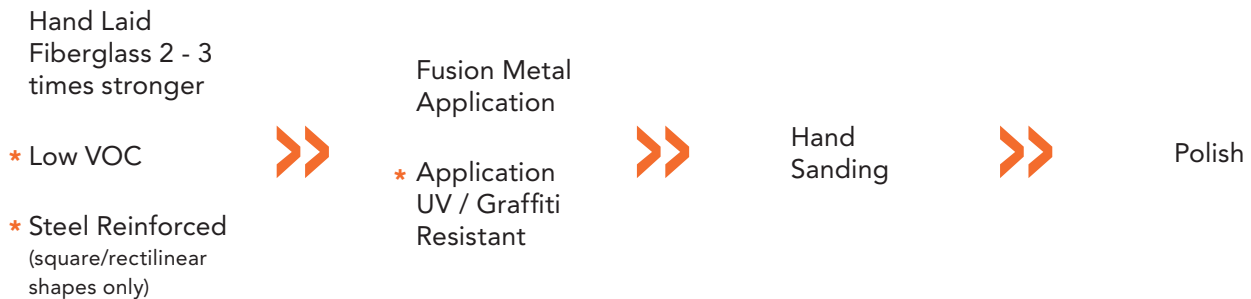 Hand Laid
Fiberglass 2 - 3
times stronger
* Low VOC
* Steel Reinforced
(square/rectilinear
shapes only)
Fusion Metal
Application
* Application
UV / Graffiti
Resistant
Hand
Sanding
Polish